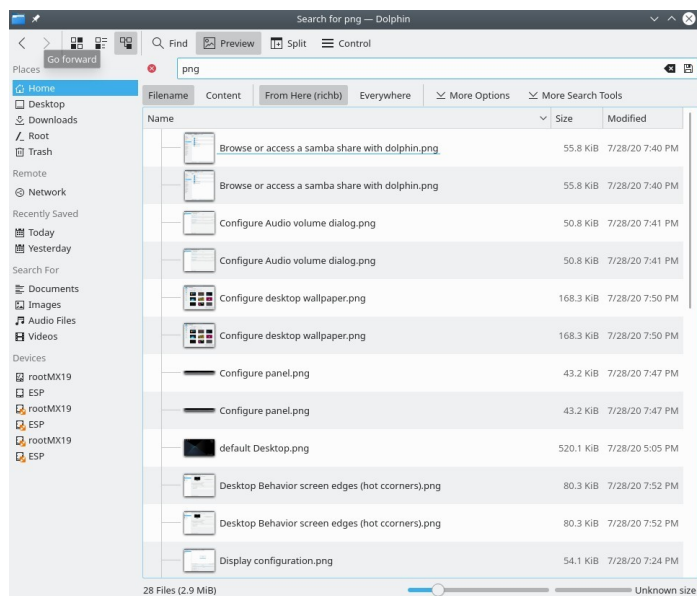 Search for png — Dolphin
Find Preview Split Control
Go forward
Places
Home
Desktop
Downloads
Root
Trash
Remote
Network
Recently Saved
Today
Yesterday
Search For
Documents
Images
Audio Files
Videos
Devices
rootMX19
ESP
rootMX19
ESP
rootMX19
ESP
png
Filename Content From Here (richb) Everywhere More Options More Search Tools
Name Size Modified
Browse or access a samba share with dolphin.png 55.8 KiB 7/28/20 7:40 PM
Browse or access a samba share with dolphin.png 55.8 KiB 7/28/20 7:40 PM
Configure Audio volume dialog.png 50.8 KiB 7/28/20 7:41 PM
Configure Audio volume dialog.png 50.8 KiB 7/28/20 7:41 PM
Configure desktop wallpaper.png 168.3 KiB 7/28/20 7:50 PM
Configure desktop wallpaper.png 168.3 KiB 7/28/20 7:50 PM
Configure panel.png 43.2 KiB 7/28/20 7:47 PM
Configure panel.png 43.2 KiB 7/28/20 7:47 PM
default Desktop.png 520.1 KiB 7/28/20 5:05 PM
Desktop Behavior screen edges (hot ccorners).png 80.3 KiB 7/28/20 7:52 PM
Desktop Behavior screen edges (hot ccorners).png 80.3 KiB 7/28/20 7:52 PM
Display configuration.png 54.1 KiB 7/28/20 7:24 PM
28 Files (2.9 MiB) Unknown size